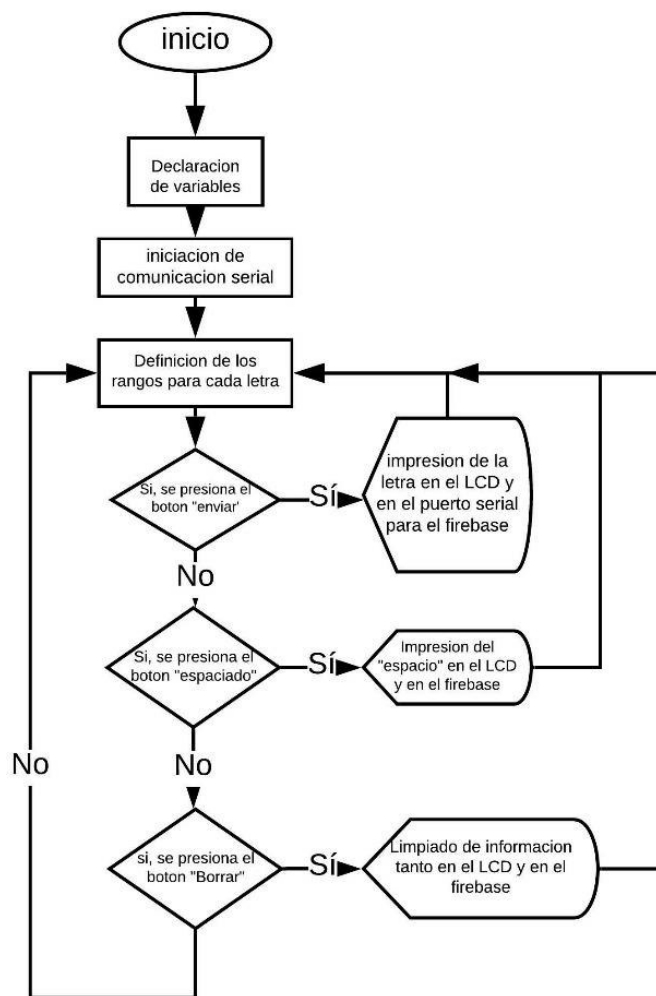 inicio
Declaracion
de variables
iniciacion de
comunicacion serial
Definicion de los
rangos para cada letra
Si, se presiona el
boton "enviar'
Sí
impresion de la
letra en el LCD y
en el puerto serial
para el firebase
No
Si, se presiona el
boton "espaciado"
Sí
Impresion del
"espacio" en el LCD
y en el firebase
No
No
si, se presiona el
boton "Borrar"
Sí
Limpiado de informacion
tanto en el LCD y en el
firebase